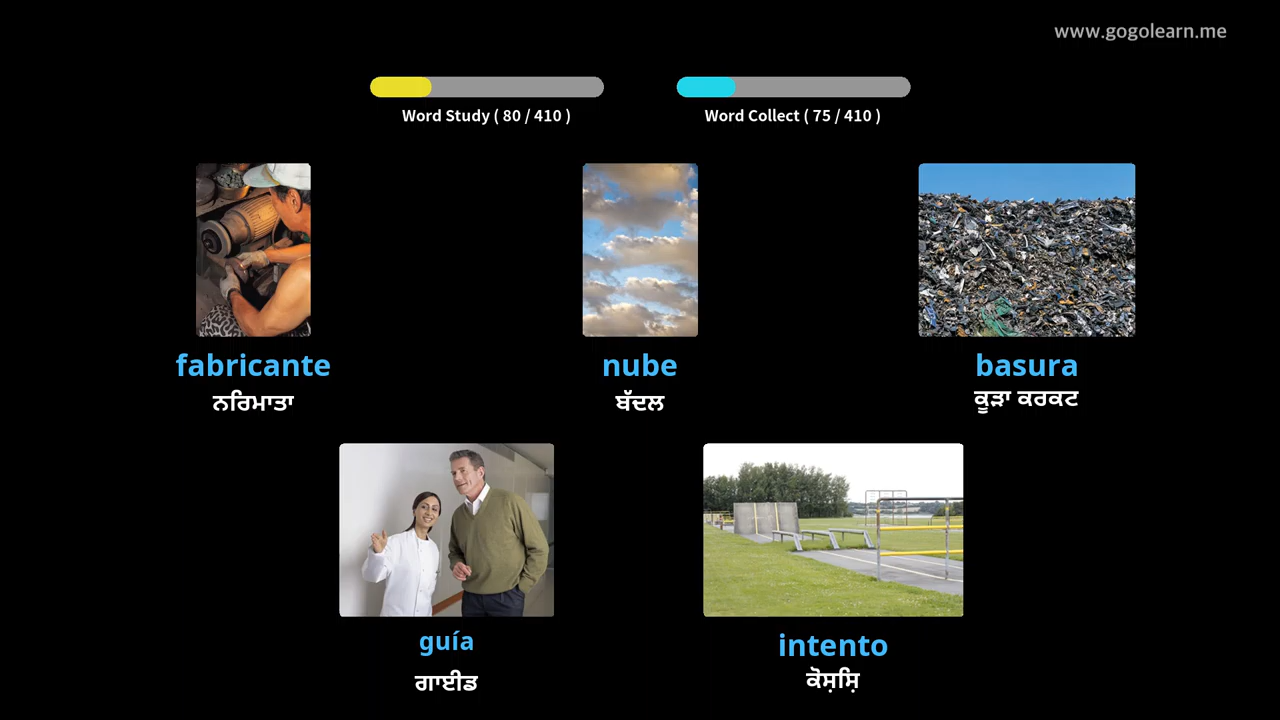 www.gogolearn.me
Word Study ( 80 / 410 )
Word Collect ( 75 / 410 )
fabricante
ਨਰਿਮਾਤਾ
nube
ਬੱਦਲ
basura
ਕੂੜਾ ਕਰਕਟ
guía
ਗਾਈਡ
intento
ਕੋਸ਼ਸ਼ਿ